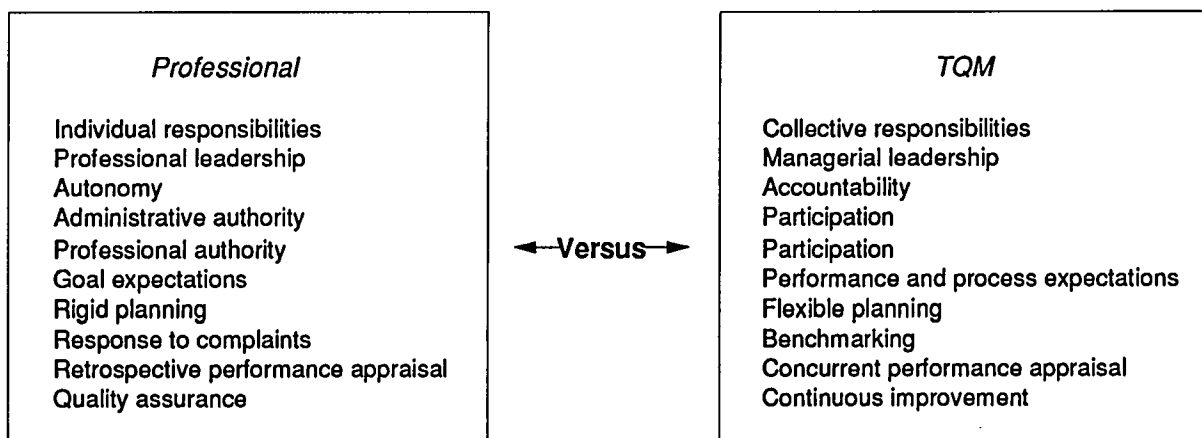 Professional
Individual responsibilities
Professional leadership
Autonomy
Administrative authority
Professional authority
Goal expectations
Rigid planning
Response to complaints
Retrospective performance appraisal
Quality assurance
Versus
TQM
Collective responsibilities
Managerial leadership
Accountability
Participation
Participation
Performance and process expectations
Flexible planning
Benchmarking
Concurrent performance appraisal
Continuous improvement